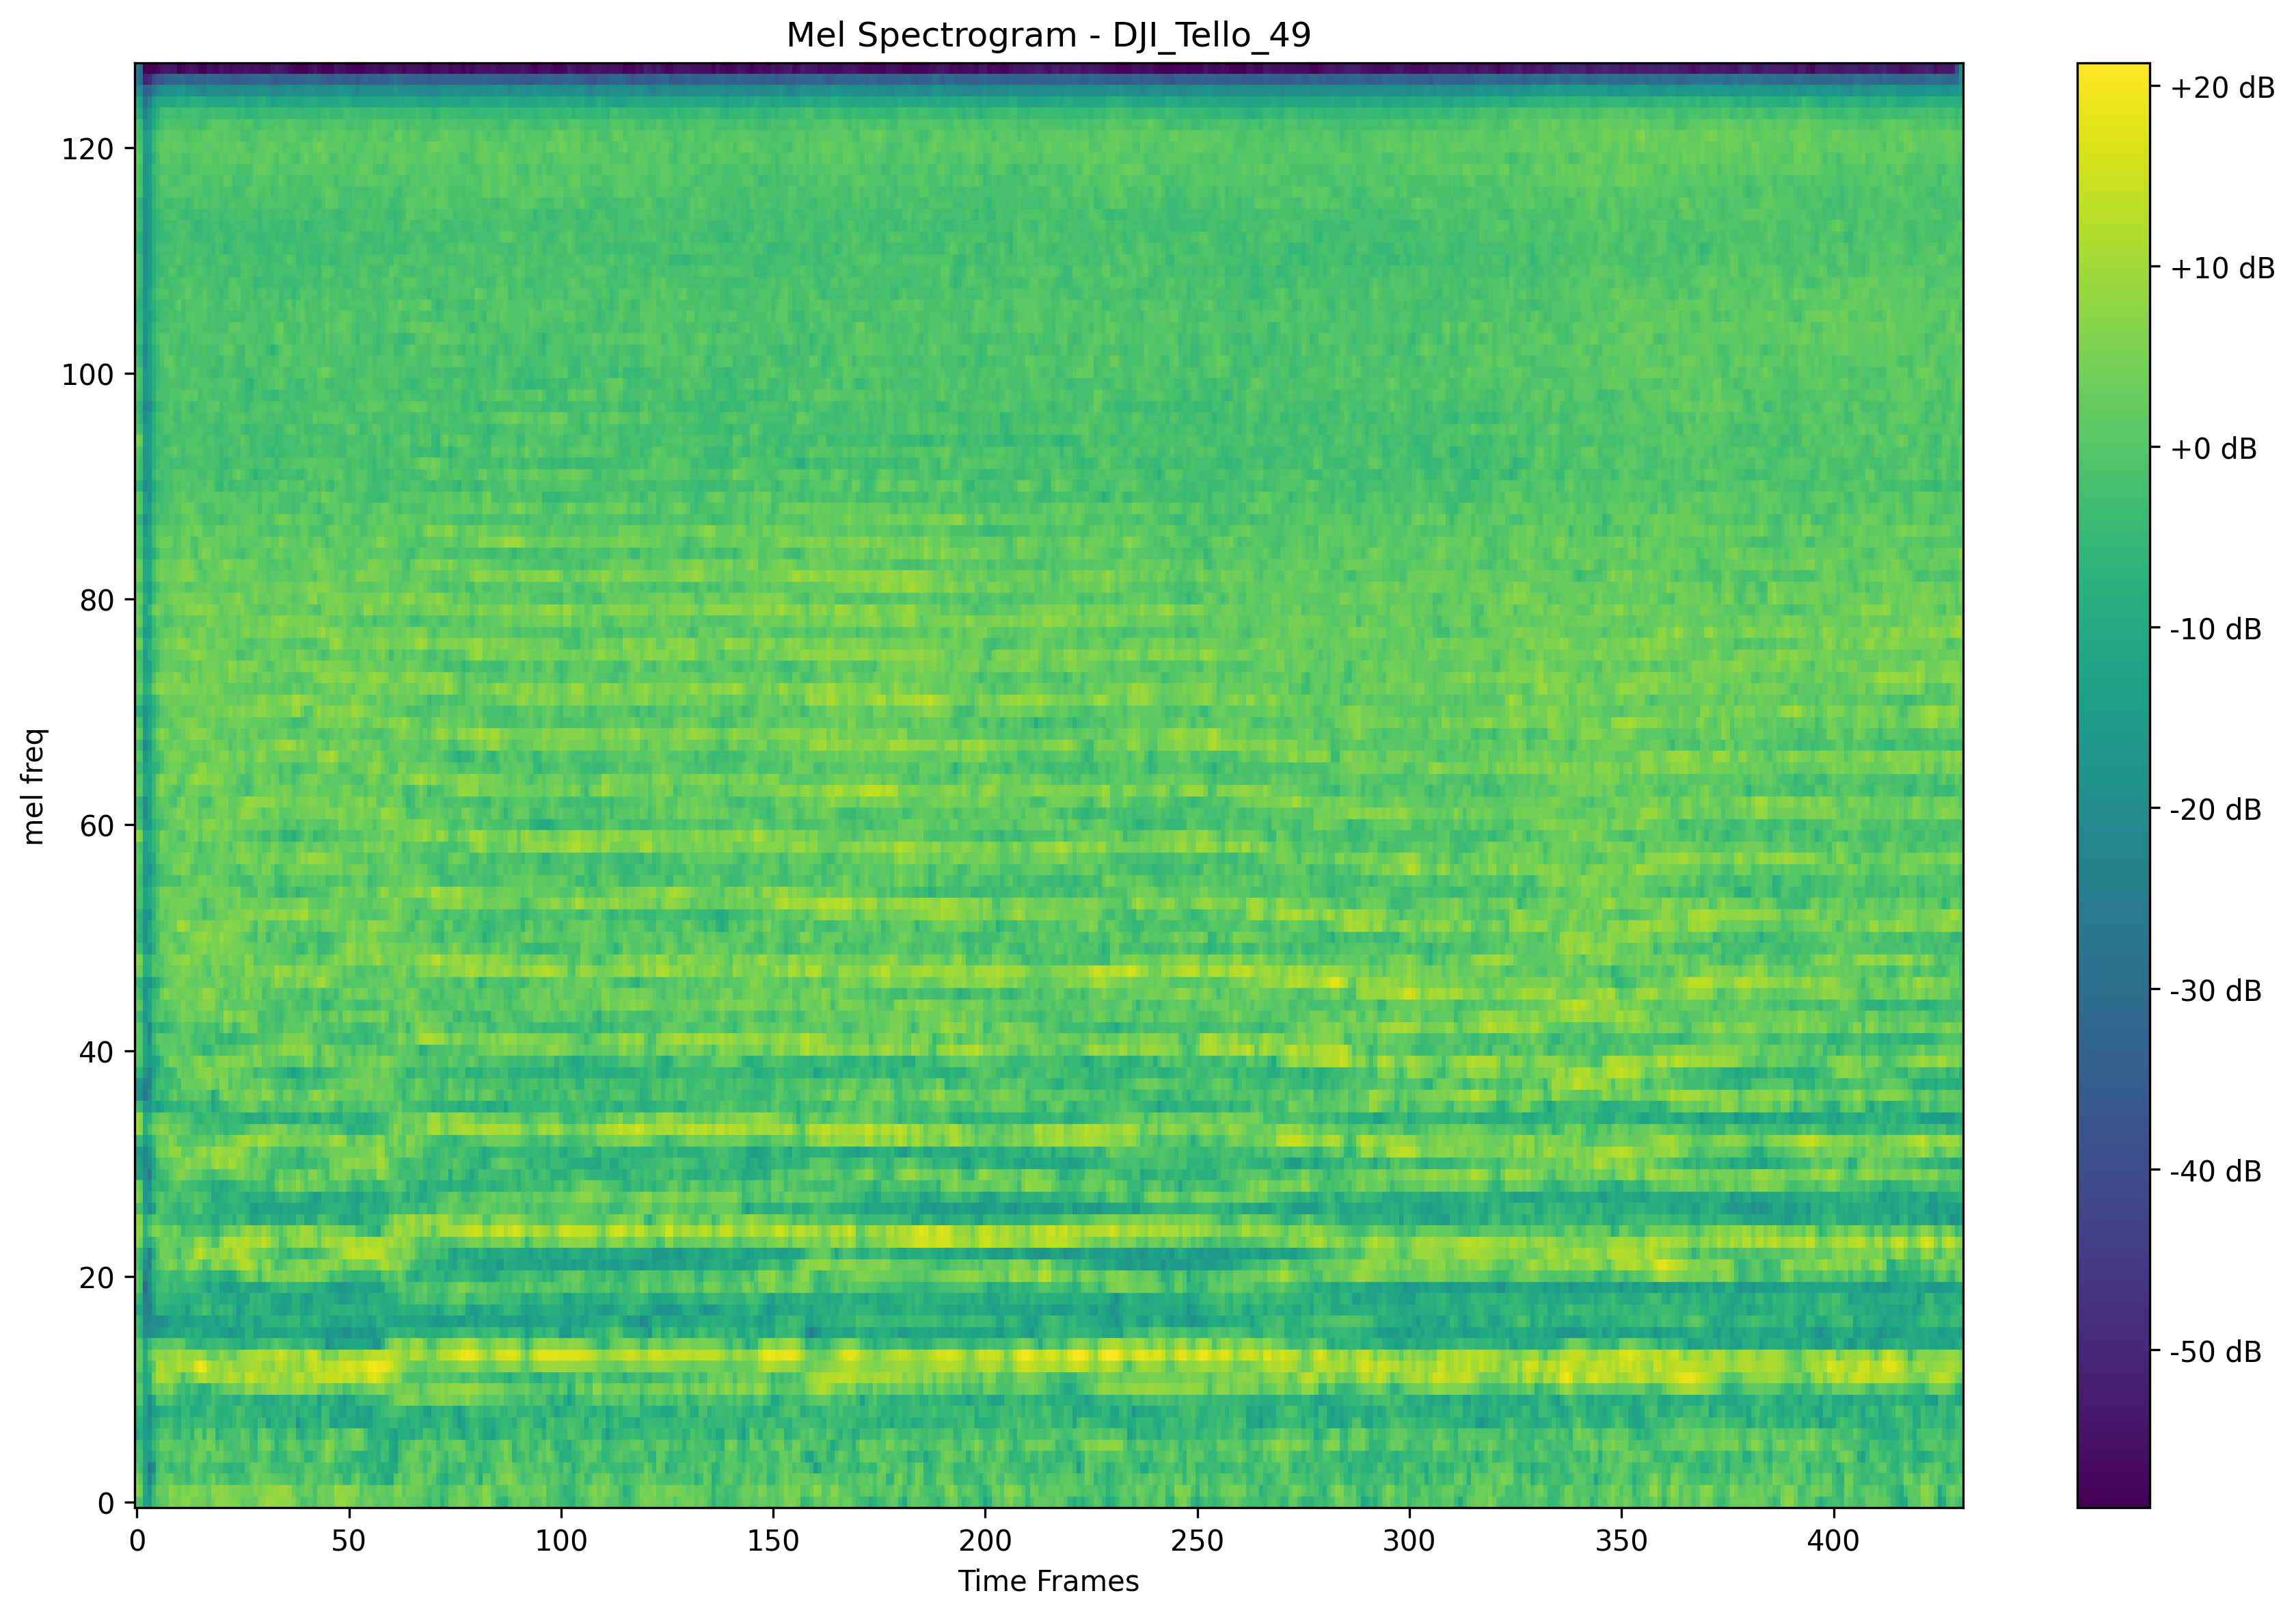 Mel Spectrogram - DJI_Tello_49
mel freq
120
100
80
60
40
20
0
0 50 100 150 200 250 300 350 400
Time Frames
+20 dB
+10 dB
+0 dB
-10 dB
-20 dB
-30 dB
-40 dB
-50 dB